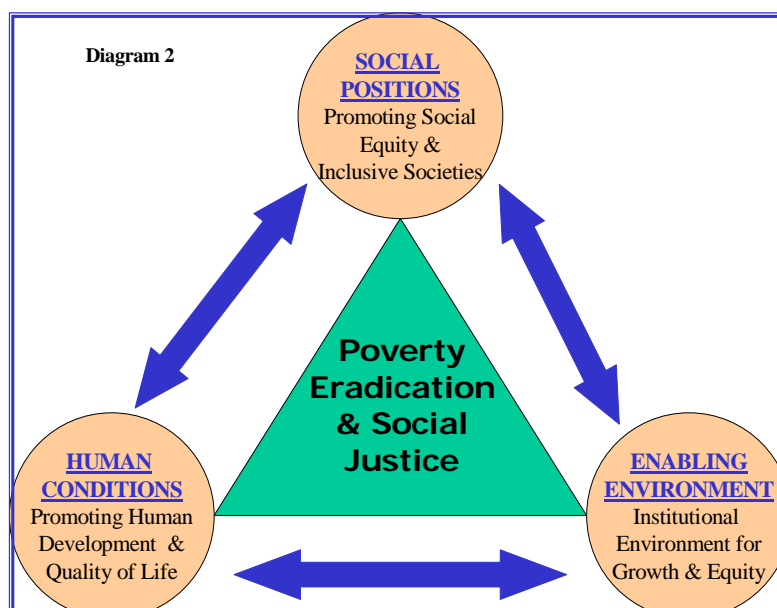 Diagram 2
SOCIAL
POSITIONS
Promoting Social
Equity &
Inclusive Societies
Poverty
Eradication
& Social
Justice
HUMAN
CONDITIONS
Promoting Human
Development &
Quality of Life
ENABLING
ENVIRONMENT
Institutional
Environment for
Growth & Equity